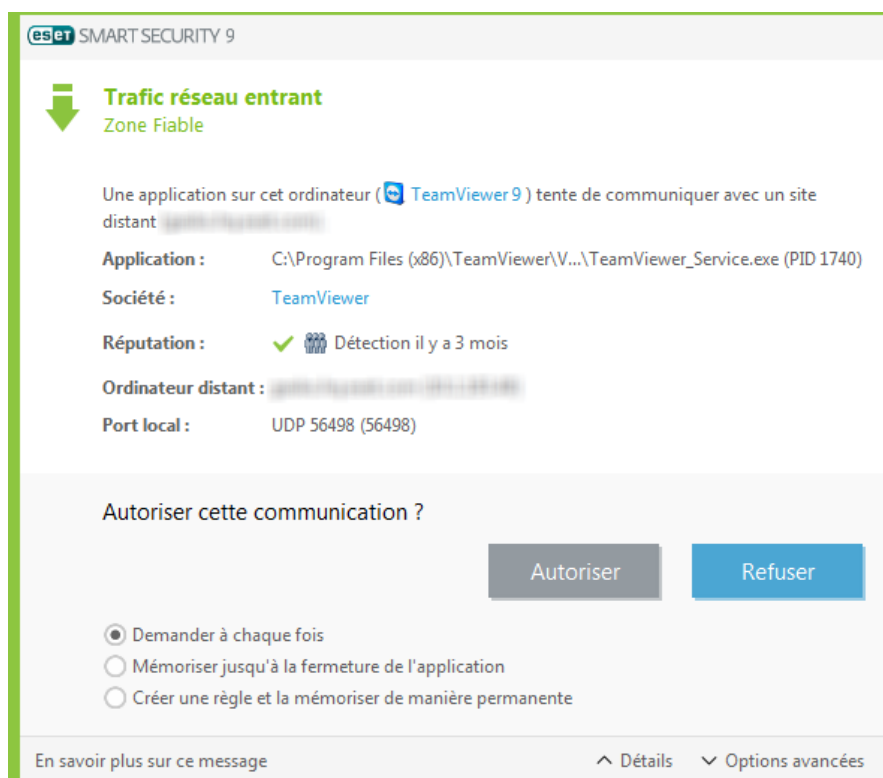 eset SMART SECURITY 9
Trafic réseau entrant
Zone Fiable
Une application sur cet ordinateur ( TeamViewer 9 ) tente de communiquer avec un site
distant
Application : C:\Program Files (x86)\TeamViewer\V...\TeamViewer_Service.exe (PID 1740)
Société : TeamViewer
Réputation : Détection il y a 3 mois
Ordinateur distant :
Port local : UDP 56498 (56498)
Autoriser cette communication ?
Autoriser Refuser
Demander à chaque fois
Mémoriser jusqu'à la fermeture de l'application
Créer une règle et la mémoriser de manière permanente
En savoir plus sur ce message Détails Options avancées